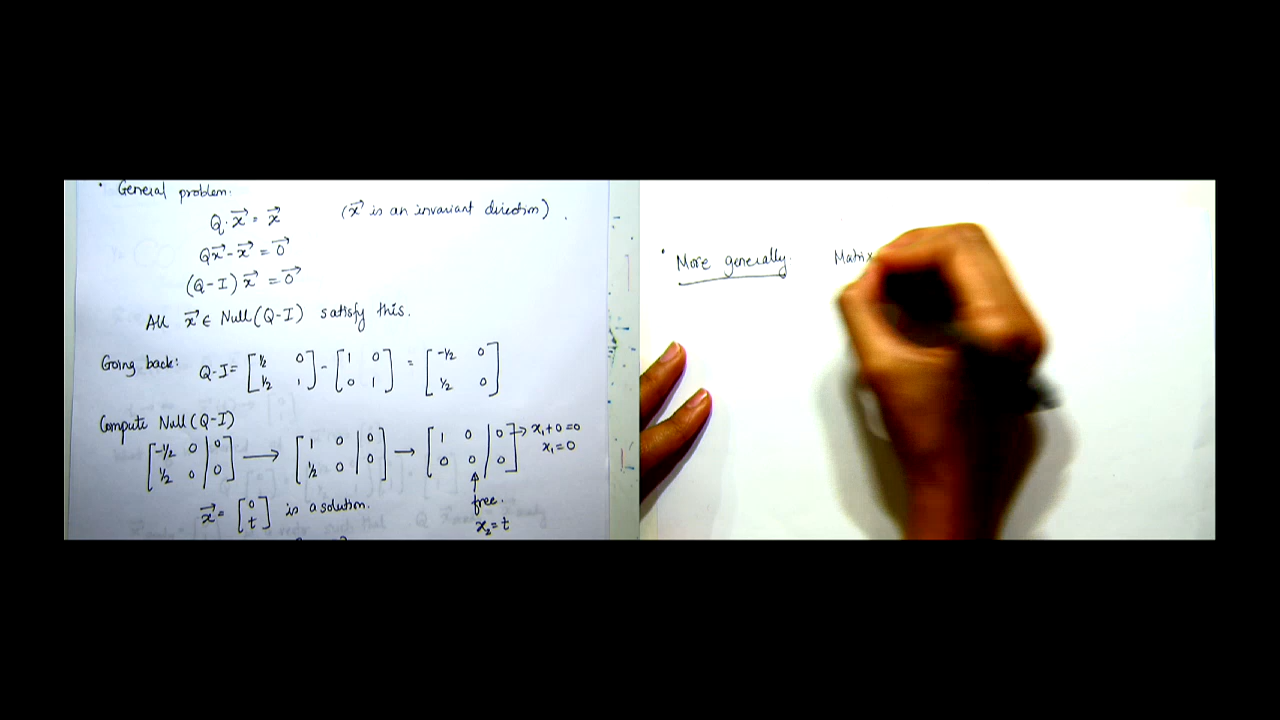 • General problem.
Q·x⃗ = x⃗ (x⃗ is an invariant direction).
Qx⃗ - x⃗ = 0⃗
(Q-I) x⃗ = 0⃗
All x⃗ ∈ Null(Q-I) satisfy this.
Going back: Q-I = [½ 0; ½ 1] - [1 0; 0 1] = [-½ 0; ½ 0]
Compute Null(Q-I)
[-½ 0 | 0; ½ 0 | 0] → [1 0 | 0; ½ 0 | 0] → [1 0 | 0; 0 0 | 0] → x₁+0=0
x₁=0
x⃗ = [0; t] is a solution.
↑
free.
x₂=t
• More generally. Matrix